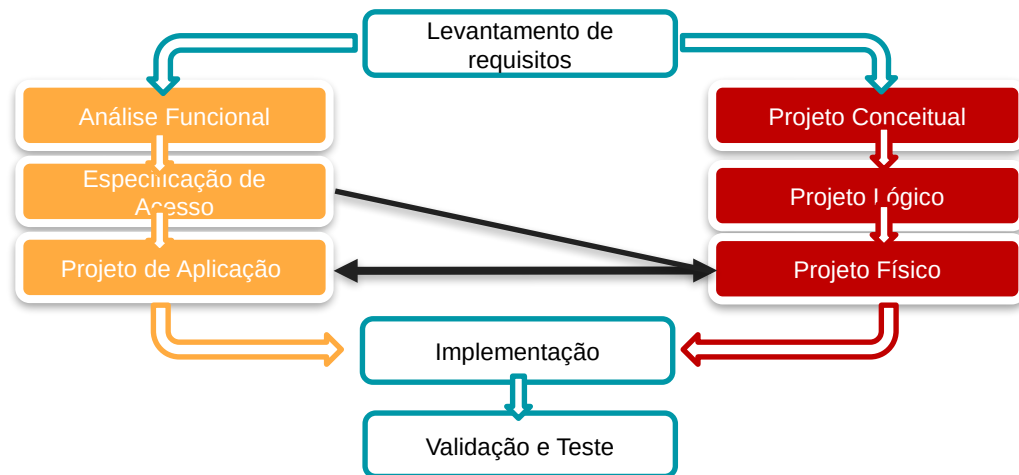 Levantamento de
requisitos
Análise Funcional
Projeto Conceitual
Especificação de
Acesso
Projeto Lógico
Projeto de Aplicação
Projeto Físico
Implementação
Validação e Teste